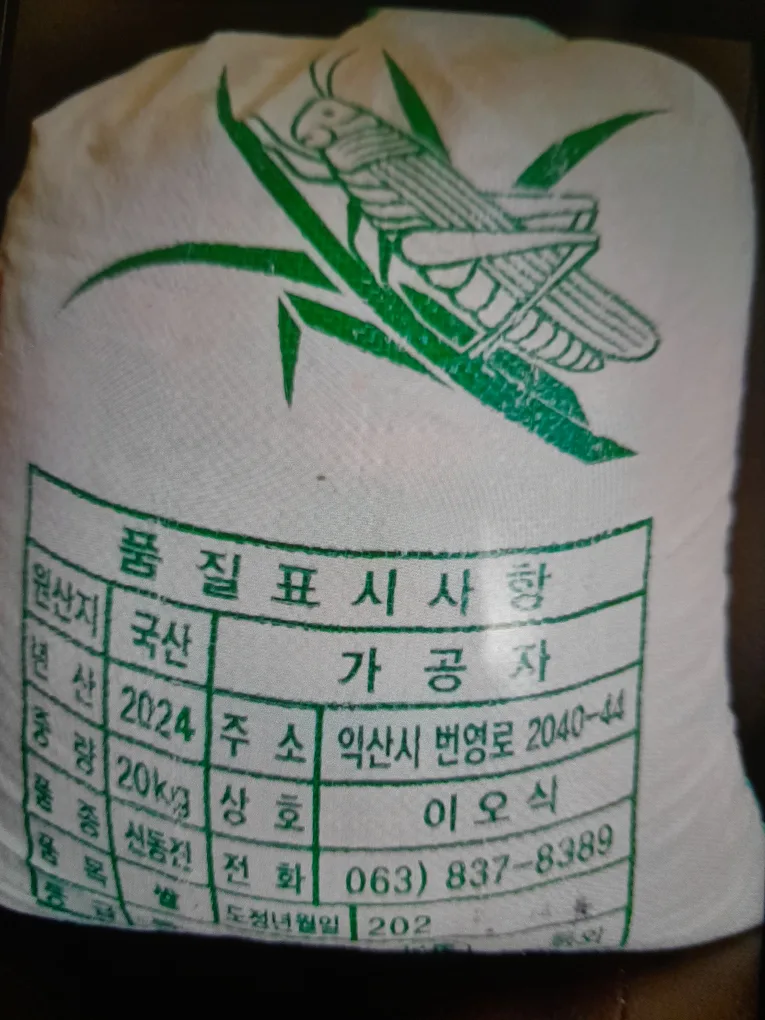 품질표시사항
원산지 국산 가공자
년산 2024 주소 익산시 번영로 2040-44
중량 20kg 상호 이오식
품종 신동진 전화 063) 837-8389
품목 쌀 도정년월일 202
등급